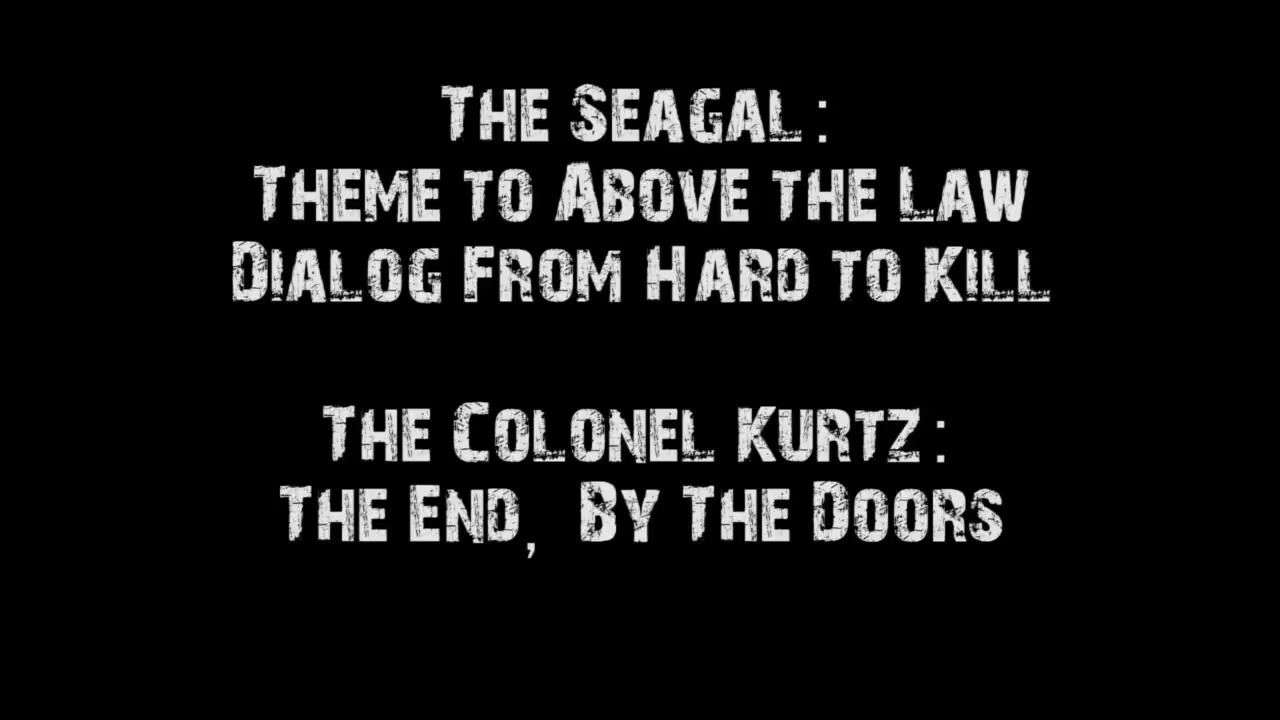 The Seagal:
Theme to Above the Law
Dialog From Hard to Kill
The Colonel Kurtz:
The End, By The Doors